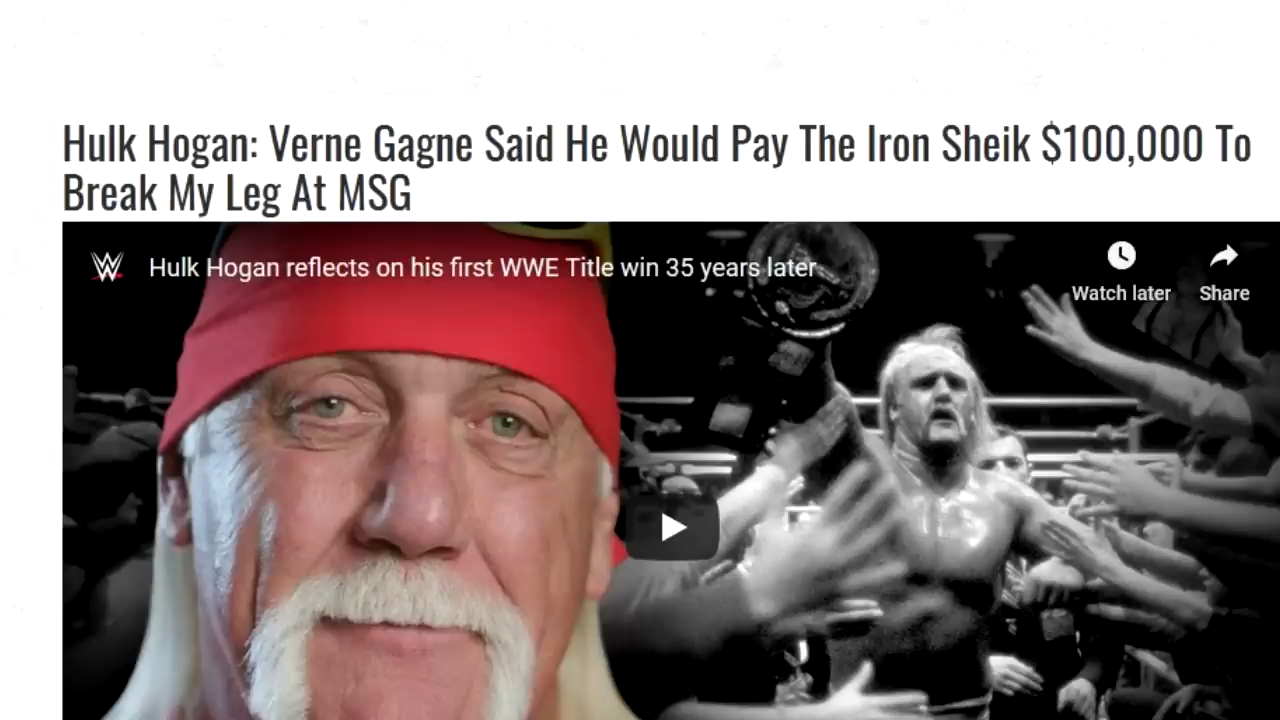 Hulk Hogan: Verne Gagne Said He Would Pay The Iron Sheik $100,000 To
Break My Leg At MSG
W Hulk Hogan reflects on his first WWE Title win 35 years later
Watch later Share